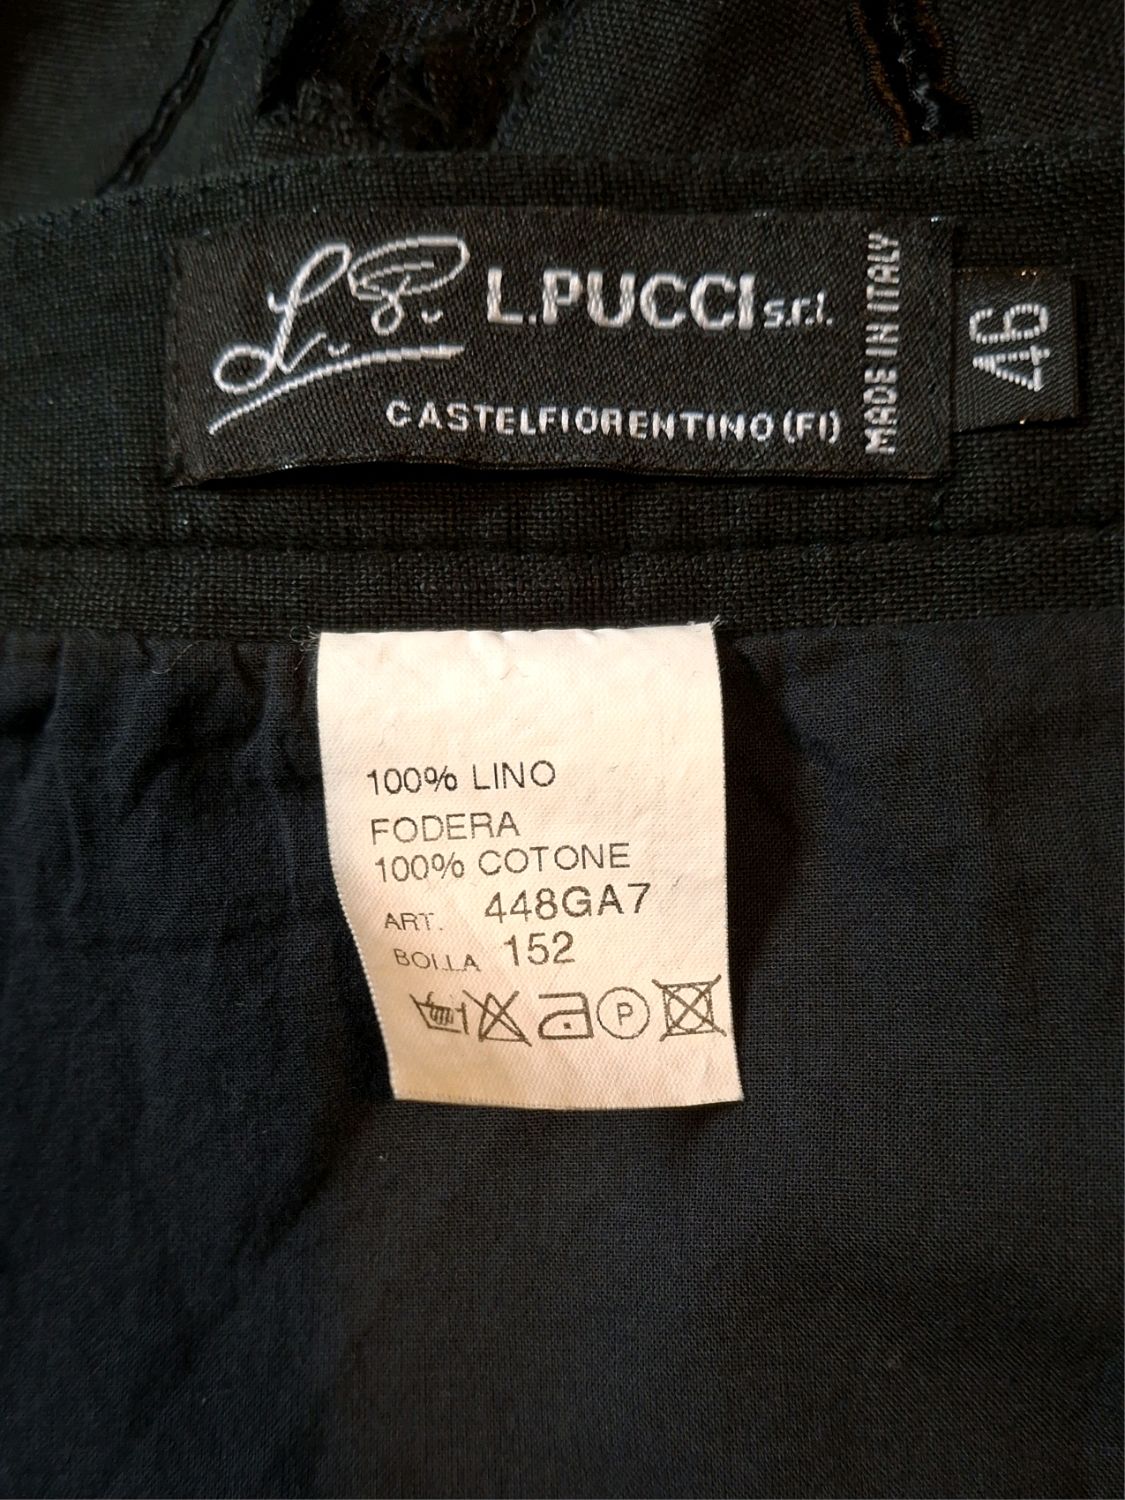 L.P. L.PUCCI s.r.l.
CASTELFIORENTINO (FI)
MADE IN ITALY
46
100% LINO
FODERA
100% COTONE
ART. 448GA7
BOLLA 152
P